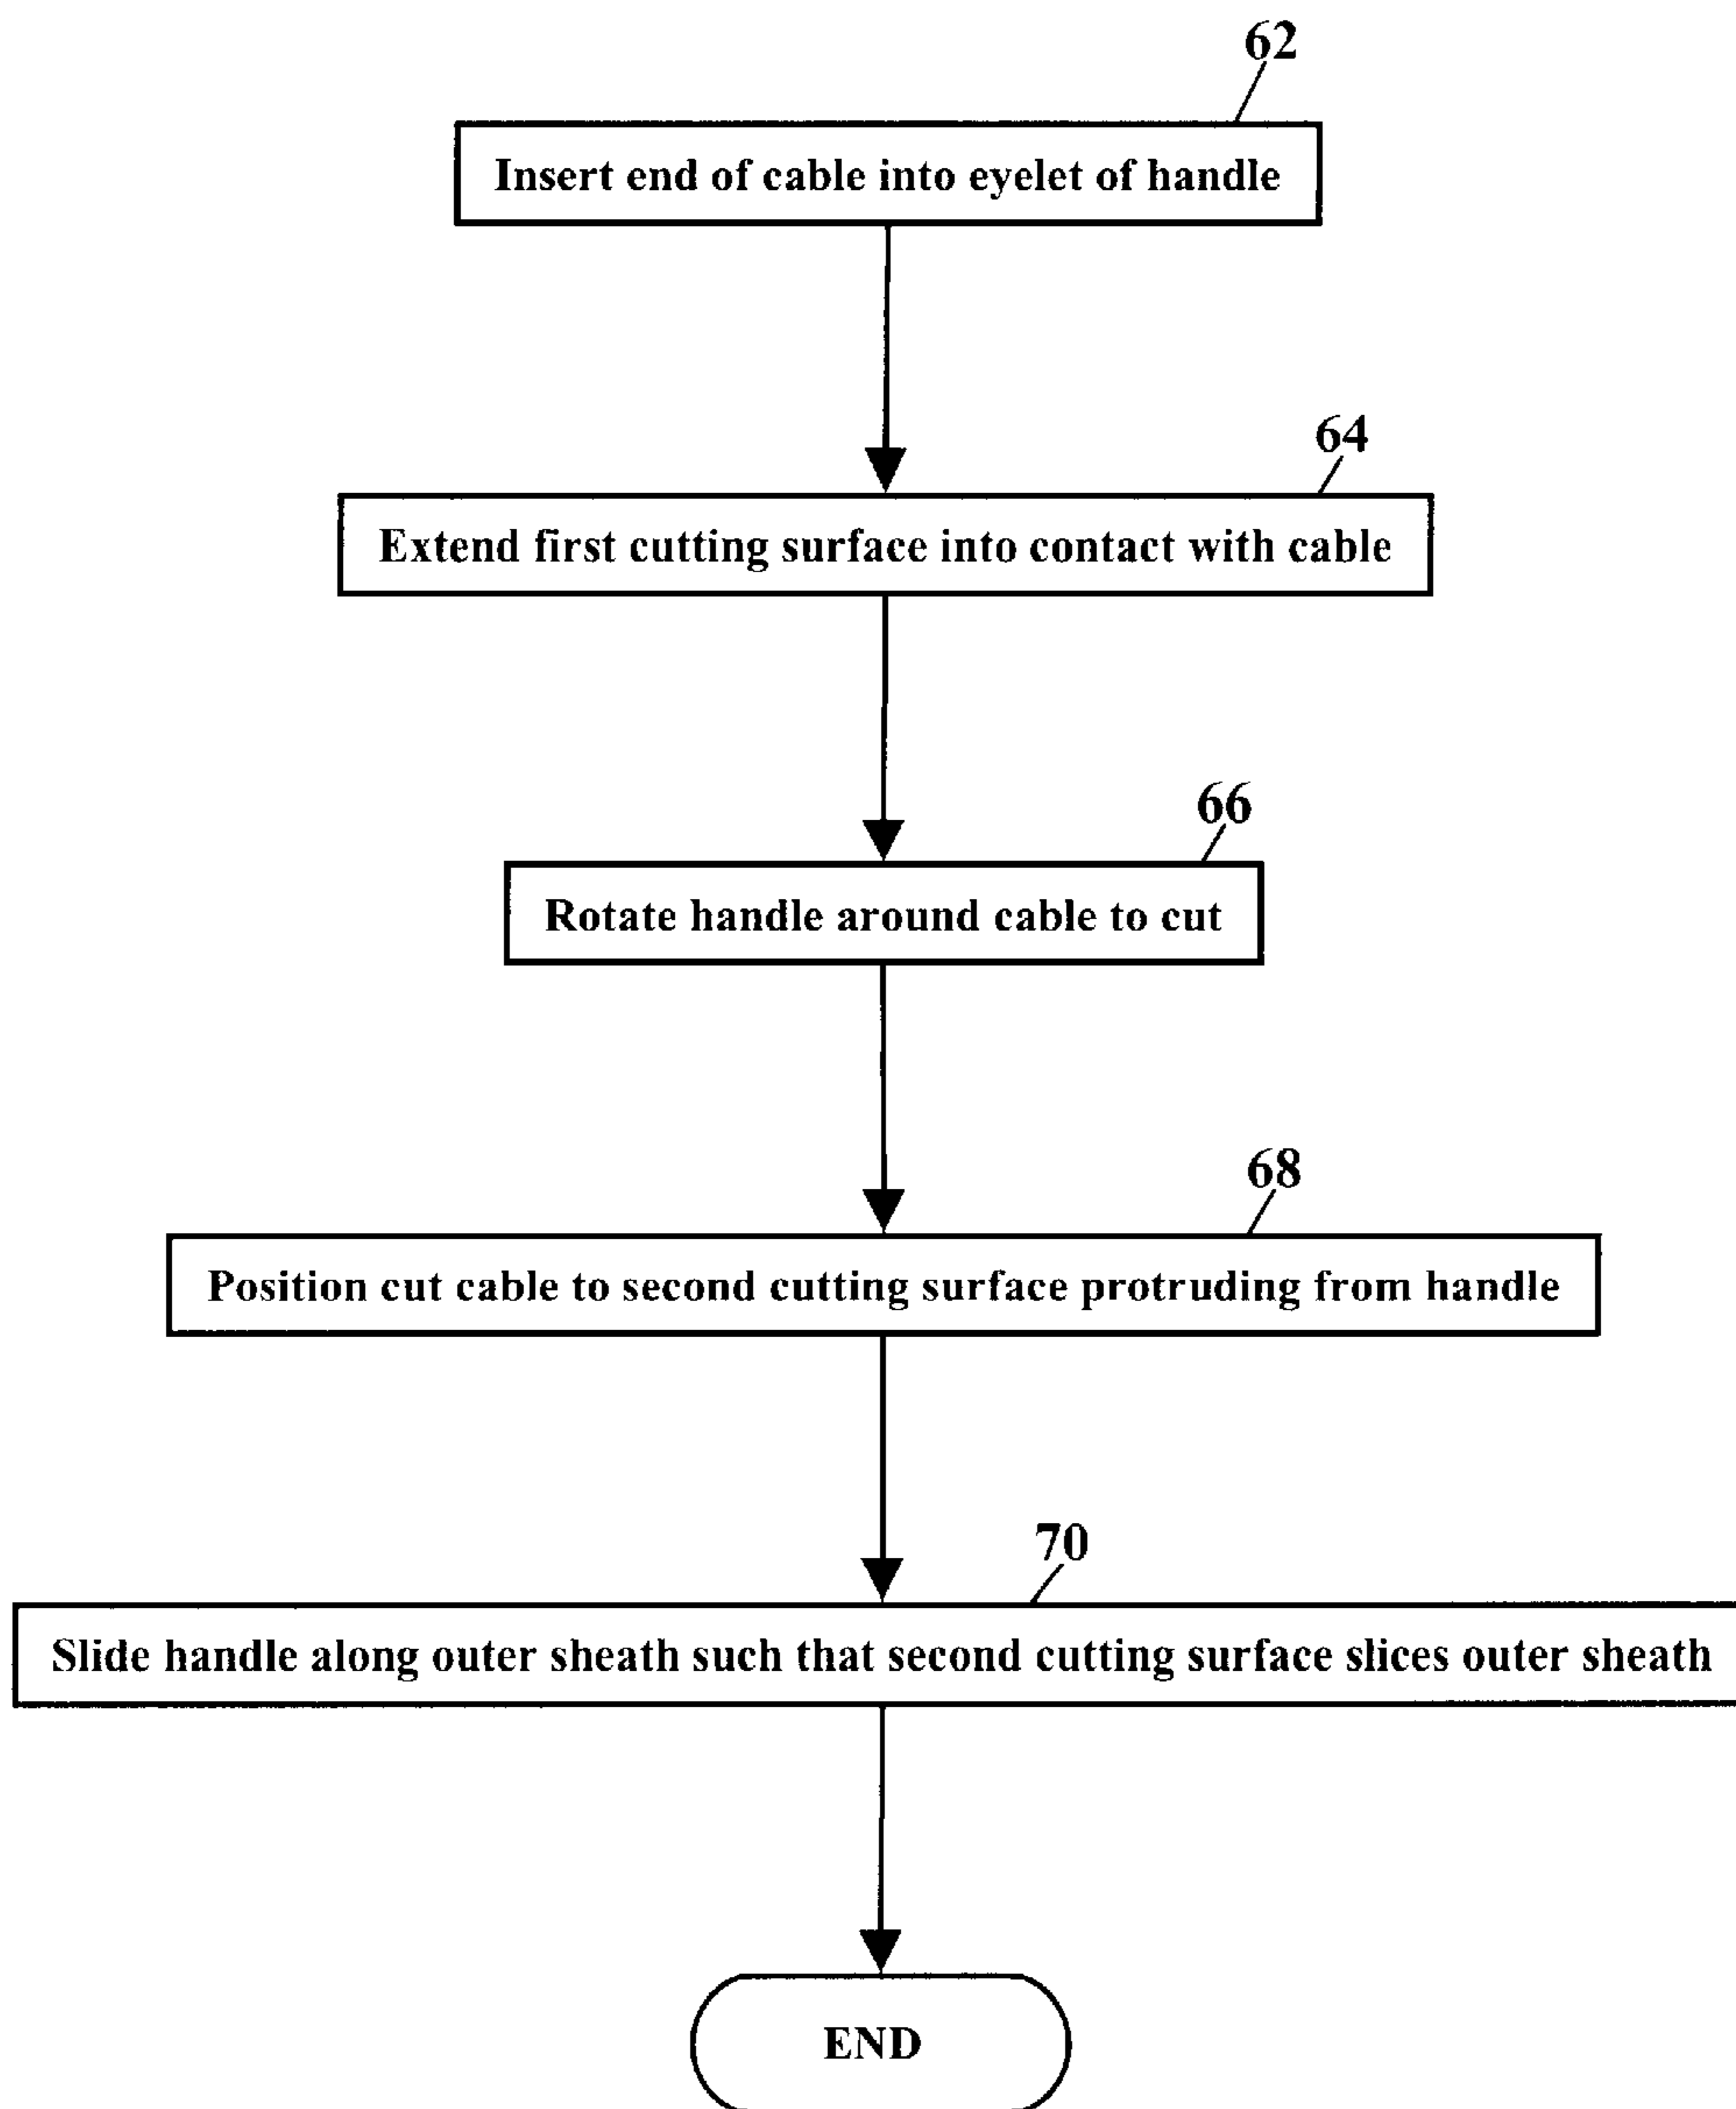 62
Insert end of cable into eyelet of handle
64
Extend first cutting surface into contact with cable
66
Rotate handle around cable to cut
68
Position cut cable to second cutting surface protruding from handle
70
Slide handle along outer sheath such that second cutting surface slices outer sheath
END